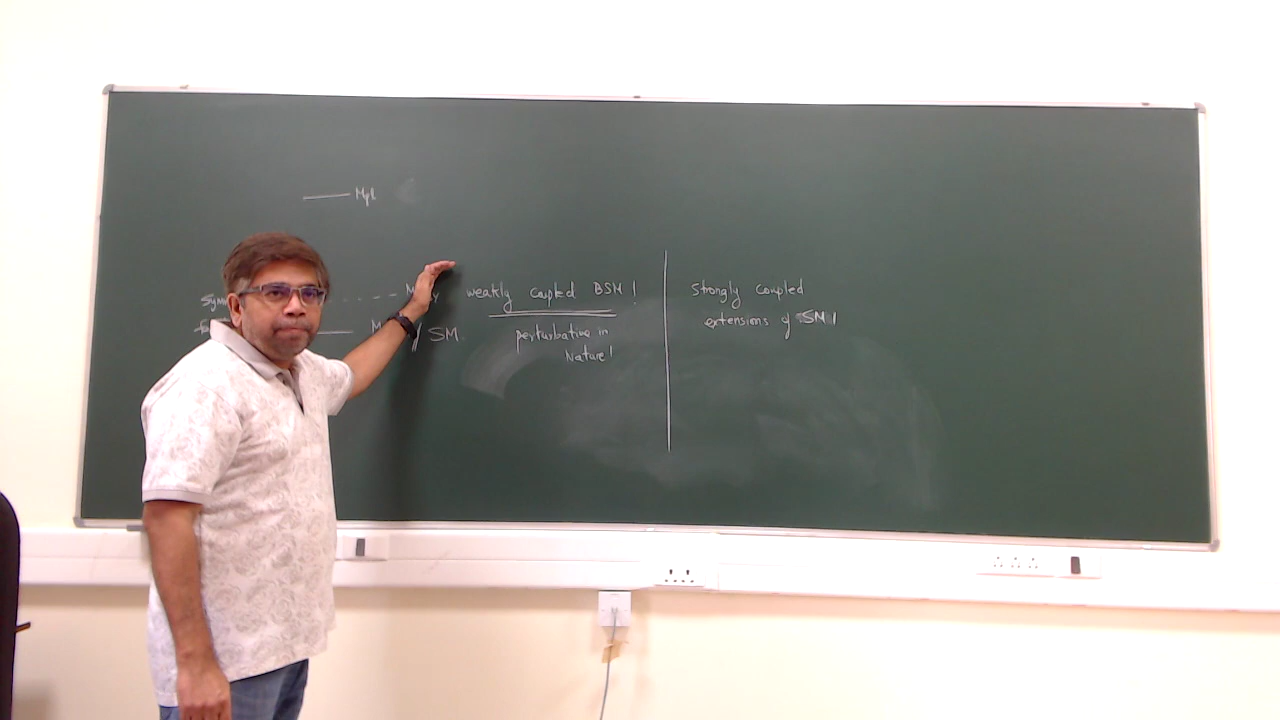 Mpl
weakly coupled BSM!
perturbative in
Nature!
SM.
strongly coupled
extensions of SM!